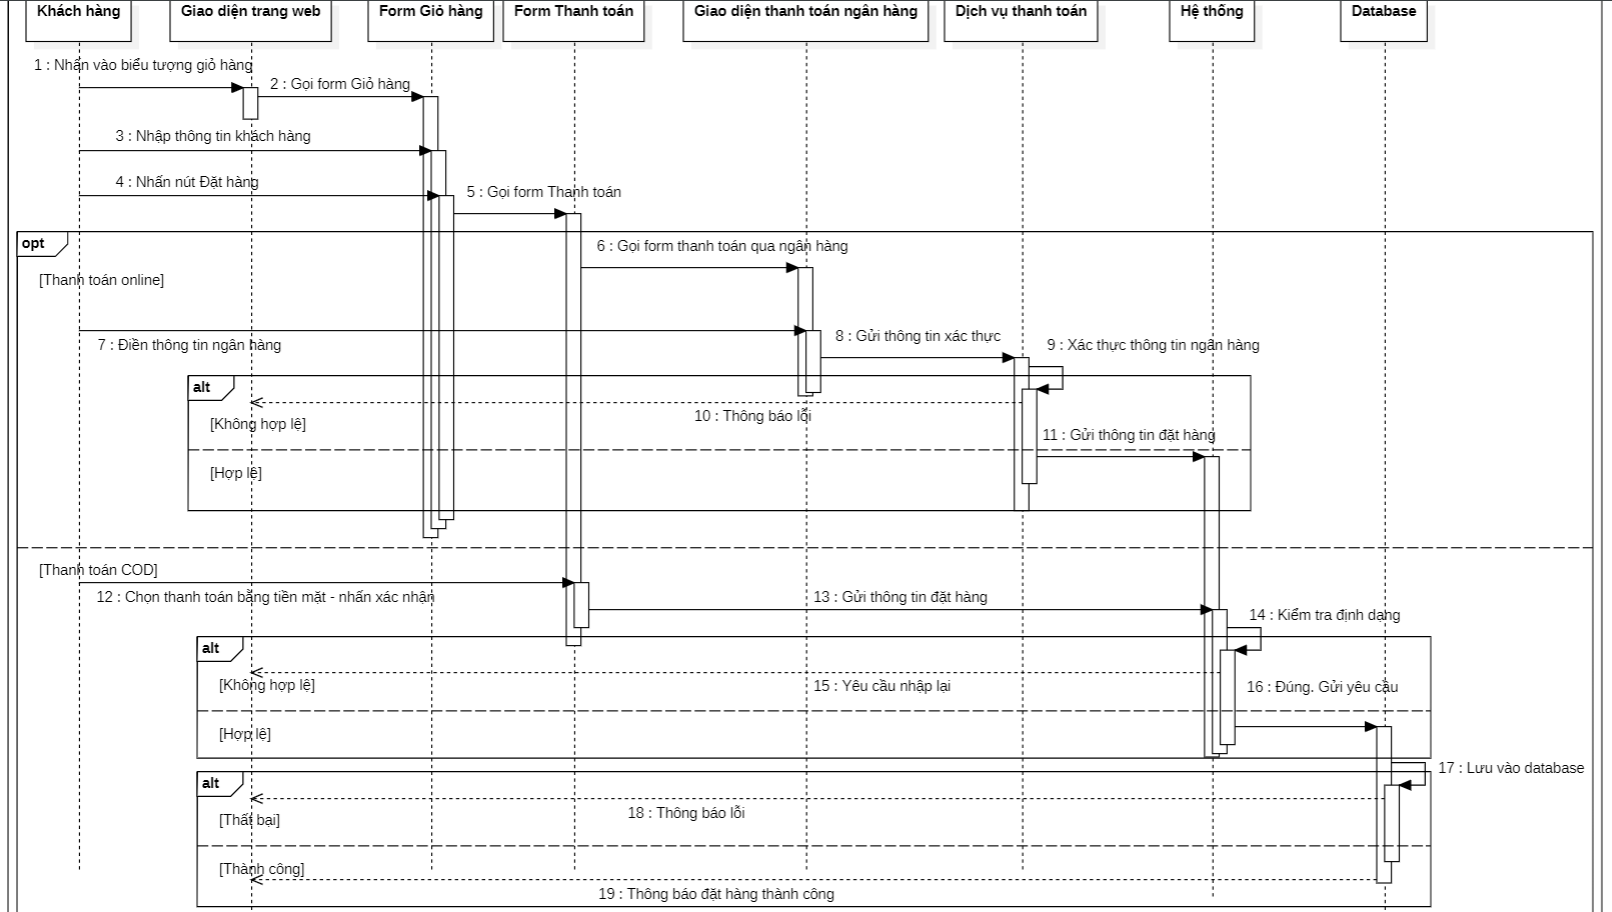 Khách hàng
Giao diện trang web
Form Giỏ hàng
Form Thanh toán
Giao diện thanh toán ngân hàng
Dịch vụ thanh toán
Hệ thống
Database
1 : Nhấn vào biểu tượng giỏ hàng
2 : Gọi form Giỏ hàng
3 : Nhập thông tin khách hàng
4 : Nhấn nút Đặt hàng
5 : Gọi form Thanh toán
opt
6 : Gọi form thanh toán qua ngân hàng
[Thanh toán online]
7 : Điền thông tin ngân hàng
8 : Gửi thông tin xác thực
9 : Xác thực thông tin ngân hàng
alt
10 : Thông báo lỗi
[Không hợp lệ]
11 : Gửi thông tin đặt hàng
[Hợp lệ]
[Thanh toán COD]
12 : Chọn thanh toán bằng tiền mặt - nhấn xác nhận
13 : Gửi thông tin đặt hàng
14 : Kiểm tra định dạng
alt
[Không hợp lệ]
15 : Yêu cầu nhập lại
16 : Đúng. Gửi yêu cầu
[Hợp lệ]
17 : Lưu vào database
alt
18 : Thông báo lỗi
[Thất bại]
[Thành công]
19 : Thông báo đặt hàng thành công